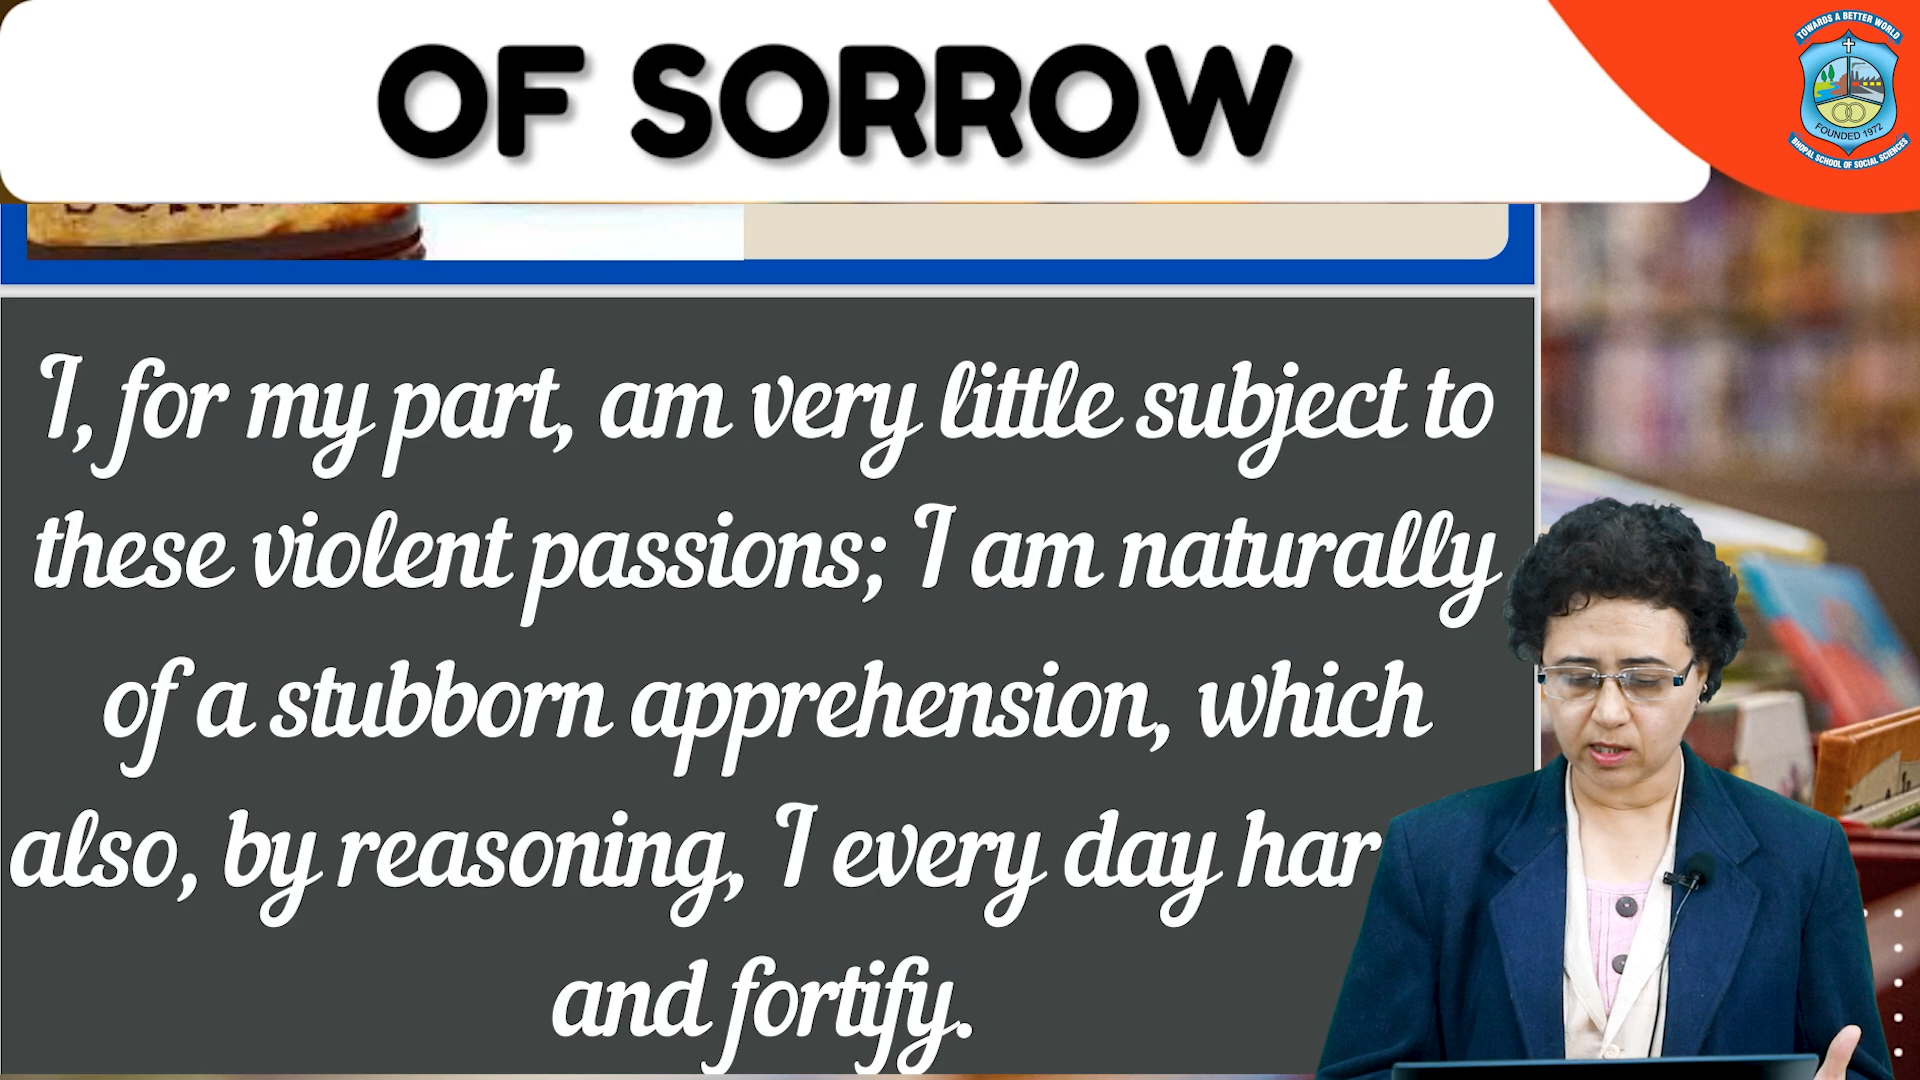 OF SORROW
TOWARDS A BETTER WORLD
FOUNDED 1972
BHOPAL SCHOOL OF SOCIAL SCIENCES
I, for my part, am very little subject to
these violent passions; I am naturally
of a stubborn apprehension, which
also, by reasoning, I every day har
and fortify.